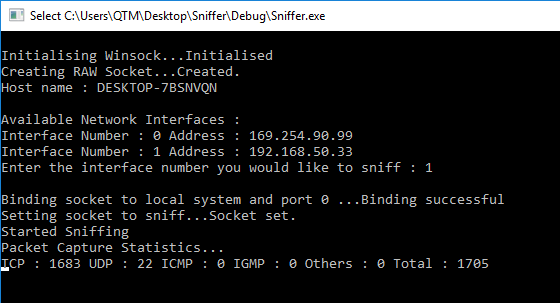 Select C:\Users\QTM\Desktop\Sniffer\Debug\Sniffer.exe
Initialising Winsock...Initialised
Creating RAW Socket...Created.
Host name : DESKTOP-7BSNVQN
Available Network Interfaces :
Interface Number : 0 Address : 169.254.90.99
Interface Number : 1 Address : 192.168.50.33
Enter the interface number you would like to sniff : 1
Binding socket to local system and port 0 ...Binding successful
Setting socket to sniff...Socket set.
Started Sniffing
Packet Capture Statistics...
TCP : 1683 UDP : 22 ICMP : 0 IGMP : 0 Others : 0 Total : 1705